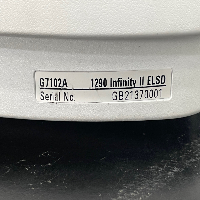 G7102A 1290 Infinity II ELSD
Serial No. GB21370001